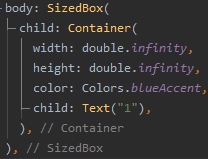 body: SizedBox(
child: Container(
width: double.infinity,
height: double.infinity,
color: Colors.blueAccent,
child: Text("1"),
), // Container
), // SizedBox